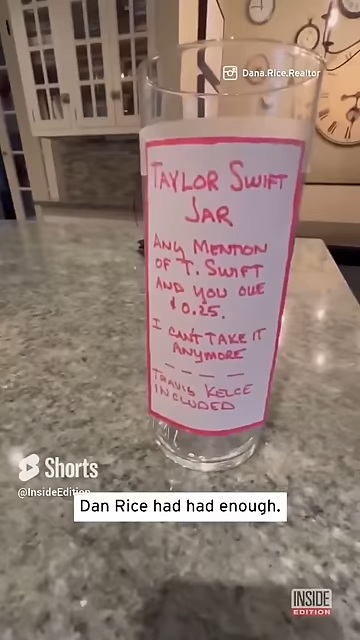 Dana.Rice.Realtor
TAYLOR SWIFT
JAR
ANY MENTION
OF T. SWIFT
AND YOU OWE
$0.25.
I CAN'T TAKE IT
ANYMORE
TRAVIS KELCE
INCLUDED
Shorts
@InsideEdition
Dan Rice had had enough.
INSIDE
EDITION